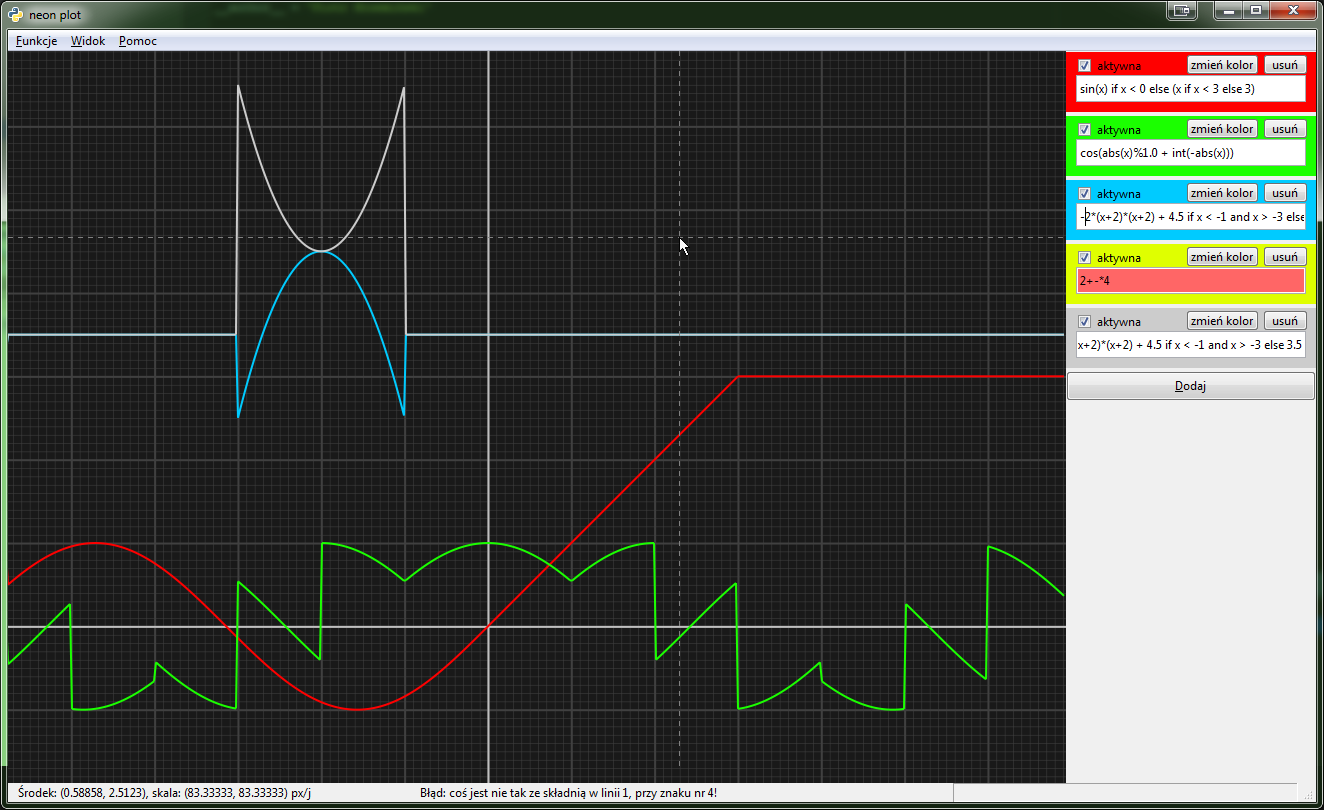 neon plot
Funkcje Widok Pomoc
aktywna zmień kolor usuń
sin(x) if x < 0 else (x if x < 3 else 3)
aktywna zmień kolor usuń
cos(abs(x)%1.0 + int(-abs(x)))
aktywna zmień kolor usuń
-2*(x+2)*(x+2) + 4.5 if x < -1 and x > -3 else
aktywna zmień kolor usuń
2+-*4
aktywna zmień kolor usuń
x+2)*(x+2) + 4.5 if x < -1 and x > -3 else 3.5
Dodaj
Środek: (0.58858, 2.5123), skala: (83.33333, 83.33333) px/j Błąd: coś jest nie tak ze składnią w linii 1, przy znaku nr 4!